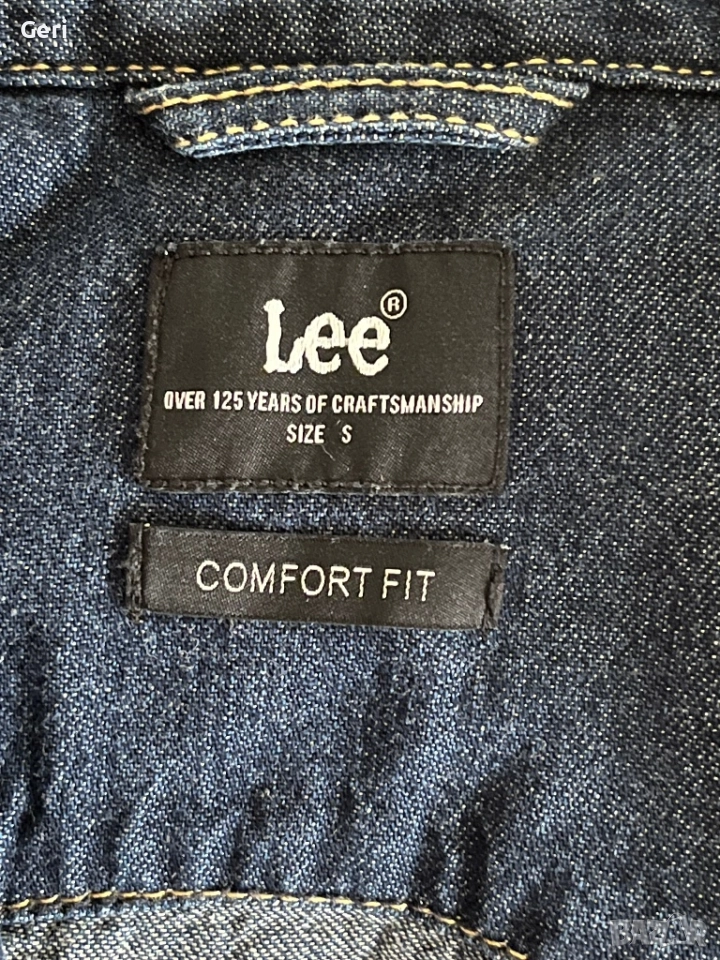 Geri
Lee®
OVER 125 YEARS OF CRAFTSMANSHIP
SIZE S
COMFORT FIT